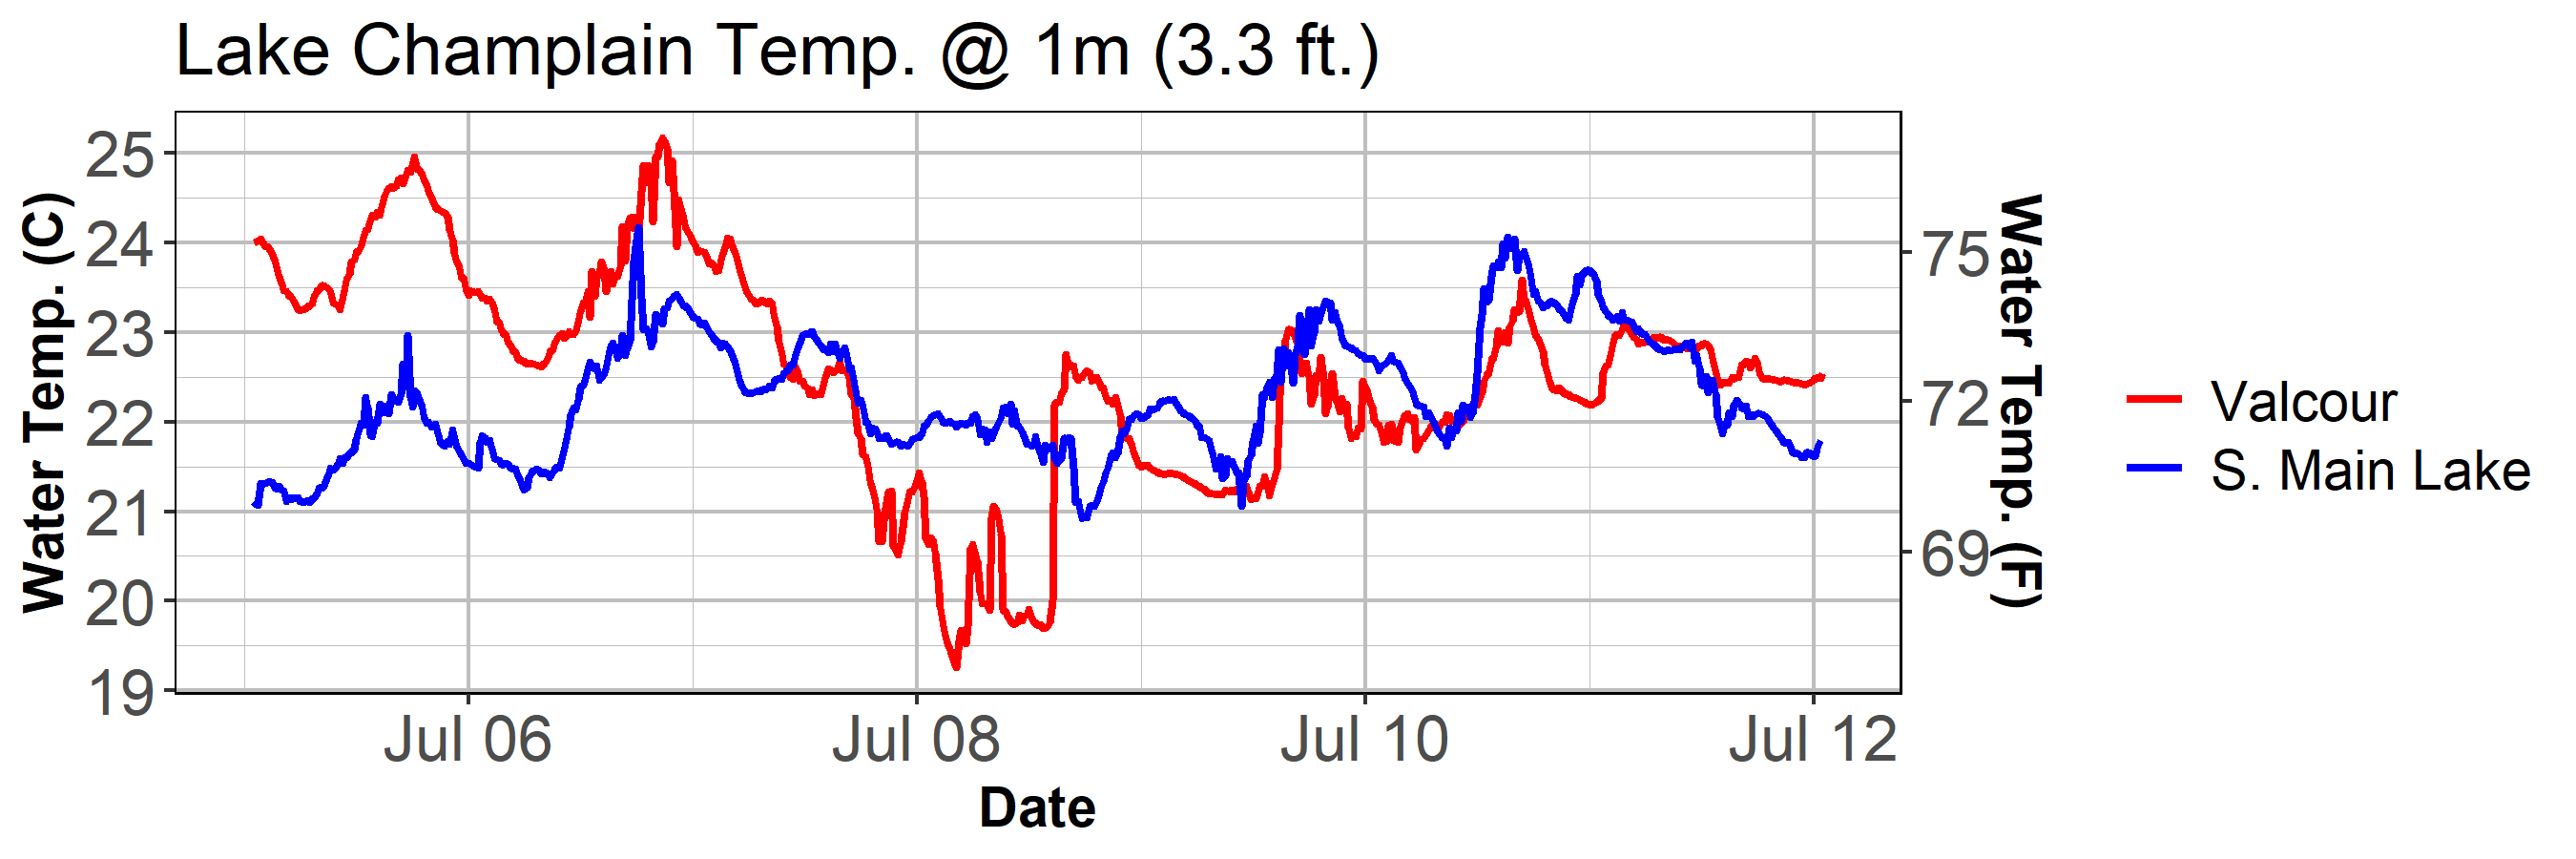 Lake Champlain Temp. @ 1m (3.3 ft.)
Water Temp. (C)
25
24
23
22
21
20
19
75
72
69
Water Temp. (F)
Jul 06
Jul 08
Jul 10
Jul 12
Date
Valcour
S. Main Lake